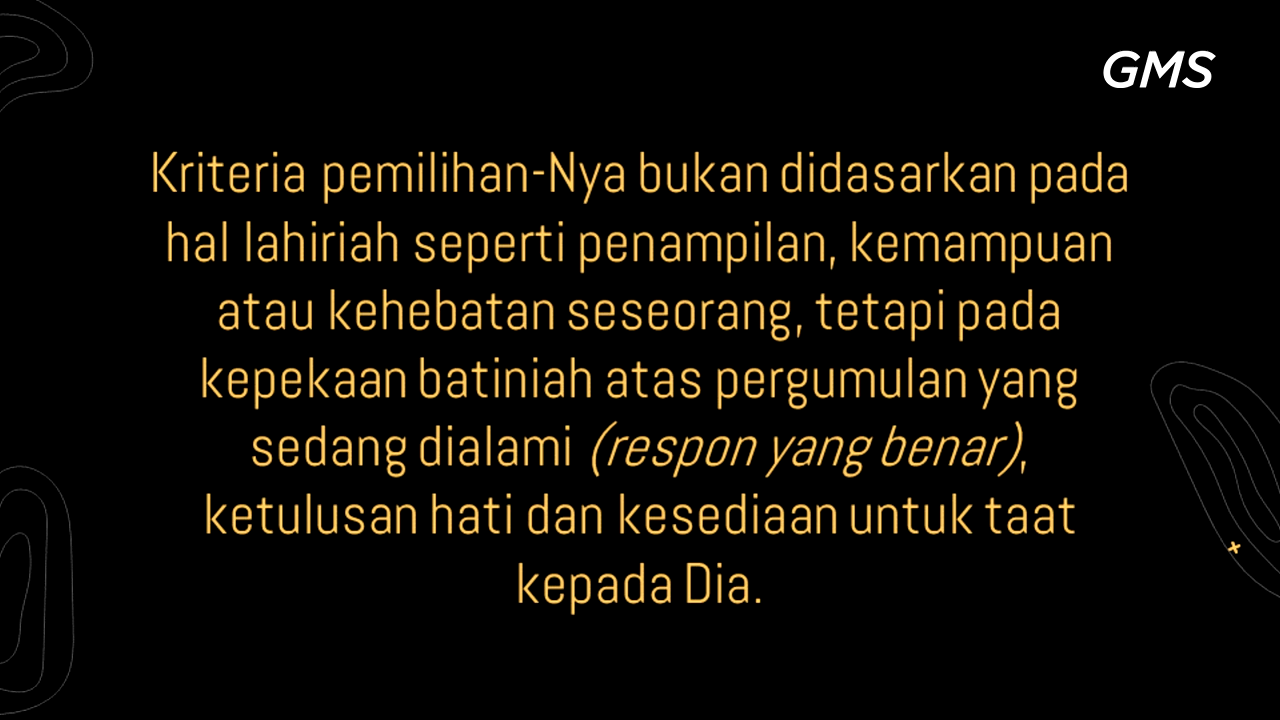 GMS
Kriteria pemilihan-Nya bukan didasarkan pada
hal lahiriah seperti penampilan, kemampuan
atau kehebatan seseorang, tetapi pada
kepekaan batiniah atas pergumulan yang
sedang dialami (respon yang benar),
ketulusan hati dan kesediaan untuk taat
kepada Dia.